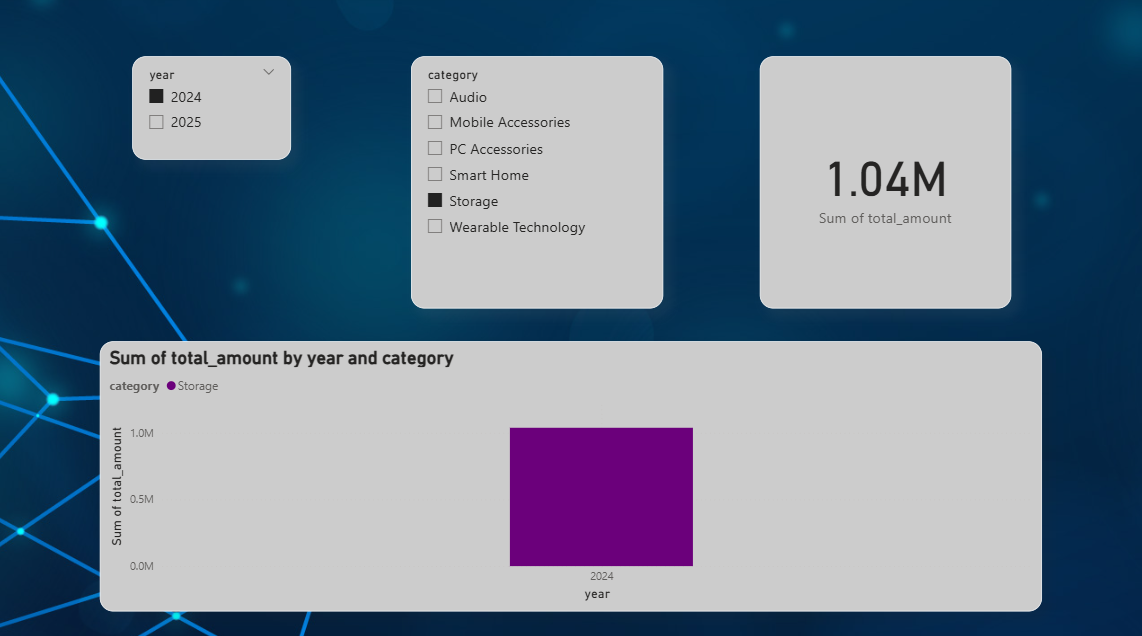 year
2024
2025
category
Audio
Mobile Accessories
PC Accessories
Smart Home
Storage
Wearable Technology
1.04M
Sum of total_amount
Sum of total_amount by year and category
category Storage
Sum of total_amount
1.0M
0.5M
0.0M
2024
year